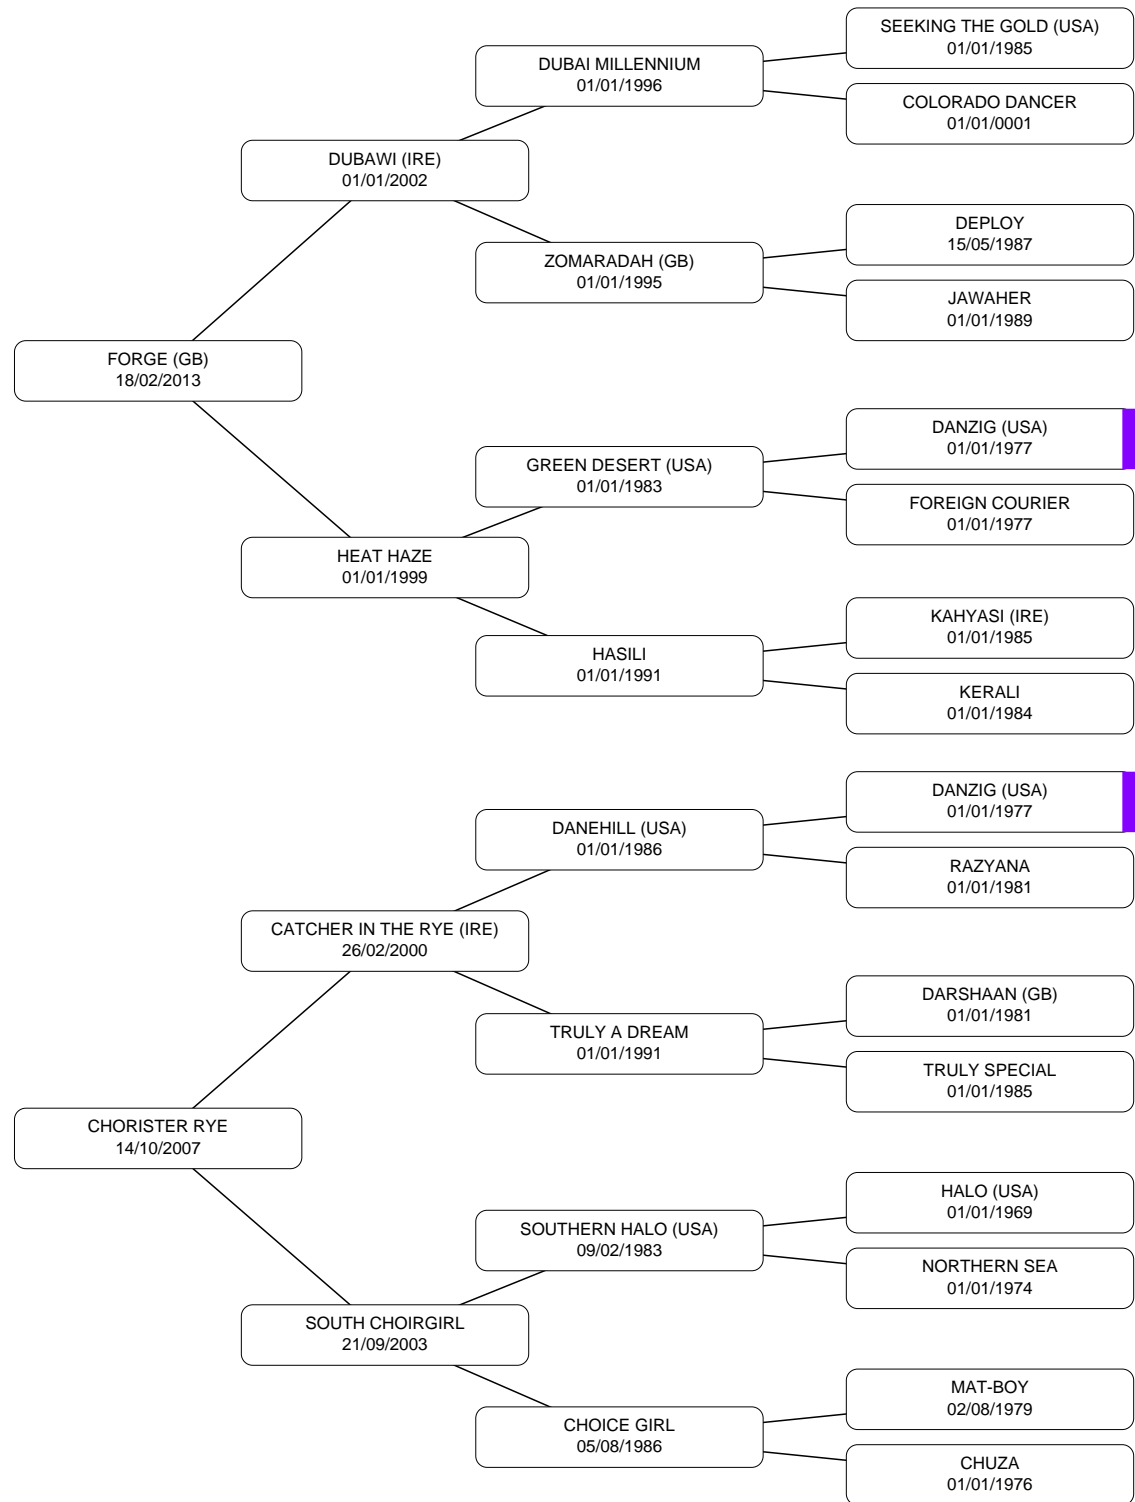 SEEKING THE GOLD (USA)
01/01/1985
DUBAI MILLENNIUM
01/01/1996
COLORADO DANCER
01/01/0001
DUBAWI (IRE)
01/01/2002
DEPLOY
15/05/1987
ZOMARADAH (GB)
01/01/1995
JAWAHER
01/01/1989
FORGE (GB)
18/02/2013
DANZIG (USA)
01/01/1977
GREEN DESERT (USA)
01/01/1983
FOREIGN COURIER
01/01/1977
HEAT HAZE
01/01/1999
KAHYASI (IRE)
01/01/1985
HASILI
01/01/1991
KERALI
01/01/1984
DANZIG (USA)
01/01/1977
DANEHILL (USA)
01/01/1986
RAZYANA
01/01/1981
CATCHER IN THE RYE (IRE)
26/02/2000
DARSHAAN (GB)
01/01/1981
TRULY A DREAM
01/01/1991
TRULY SPECIAL
01/01/1985
CHORISTER RYE
14/10/2007
HALO (USA)
01/01/1969
SOUTHERN HALO (USA)
09/02/1983
NORTHERN SEA
01/01/1974
SOUTH CHOIRGIRL
21/09/2003
MAT-BOY
02/08/1979
CHOICE GIRL
05/08/1986
CHUZA
01/01/1976